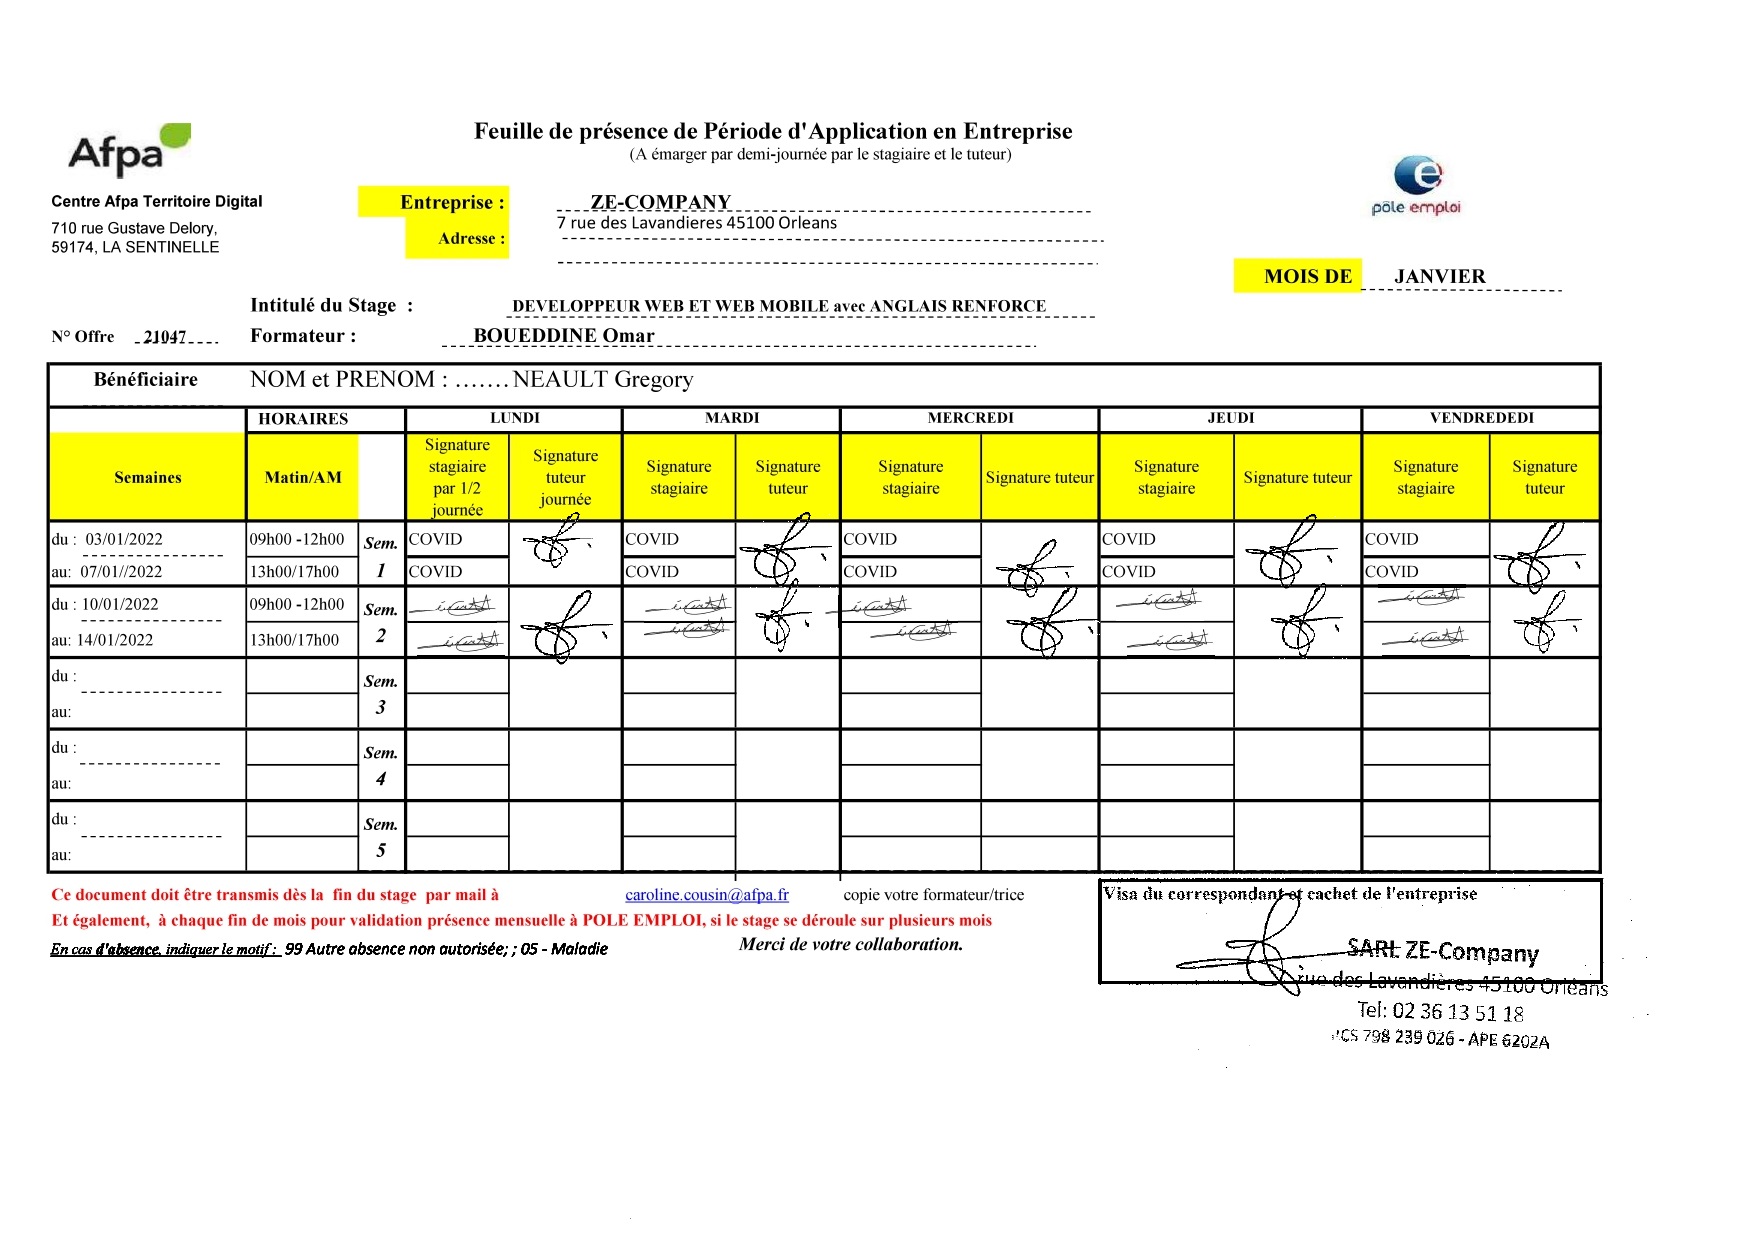 Afpa
Feuille de présence de Période d'Application en Entreprise
(A émarger par demi-journée par le stagiaire et le tuteur)
pôle emploi
Centre Afpa Territoire Digital
710 rue Gustave Delory,
59174, LA SENTINELLE
Entreprise : ZE-COMPANY
Adresse : 7 rue des Lavandieres 45100 Orleans
MOIS DE JANVIER
Intitulé du Stage : DEVELOPPEUR WEB ET WEB MOBILE avec ANGLAIS RENFORCE
N° Offre 21047 Formateur : BOUEDDINE Omar
Bénéficiaire NOM et PRENOM : ....... NEAULT Gregory
HORAIRES LUNDI MARDI MERCREDI JEUDI VENDREDEDI
Semaines Matin/AM Signature stagiaire par 1/2 journée Signature tuteur journée Signature stagiaire Signature tuteur Signature stagiaire Signature tuteur Signature stagiaire Signature tuteur Signature stagiaire Signature tuteur
du : 03/01/2022 09h00 -12h00 Sem. COVID COVID COVID COVID COVID
au: 07/01//2022 13h00/17h00 1 COVID COVID COVID COVID COVID
du : 10/01/2022 09h00 -12h00 Sem.
au: 14/01/2022 13h00/17h00 2
du : Sem.
au: 3
du : Sem.
au: 4
du : Sem.
au: 5
Ce document doit être transmis dès la fin du stage par mail à caroline.cousin@afpa.fr copie votre formateur/trice
Et également, à chaque fin de mois pour validation présence mensuelle à POLE EMPLOI, si le stage se déroule sur plusieurs mois
En cas d'absence, indiquer le motif : 99 Autre absence non autorisée; ; 05 - Maladie
Merci de votre collaboration.
Visa du correspondant et cachet de l'entreprise
SARL ZE-Company
rue des Lavandières 45100 Orléans
Tel: 02 36 13 51 18
CS 798 239 026 - APE 6202A